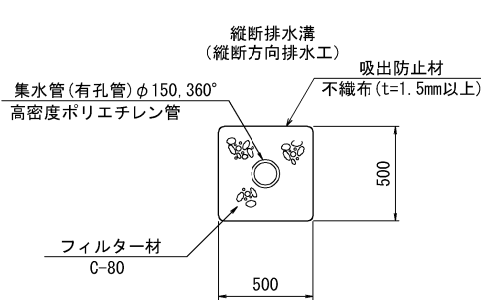 縦断排水溝
(縦断方向排水工)
吸出防止材
不織布(t=1.5mm以上)
集水管(有孔管)φ150,360°
高密度ポリエチレン管
500
フィルター材
C-80
500